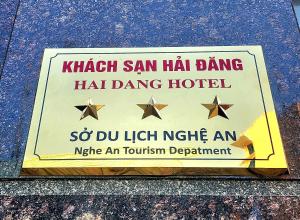 KHÁCH SẠN HẢI ĐĂNG
HAI DANG HOTEL
SỞ DU LỊCH NGHỆ AN
Nghe An Tourism Depatment